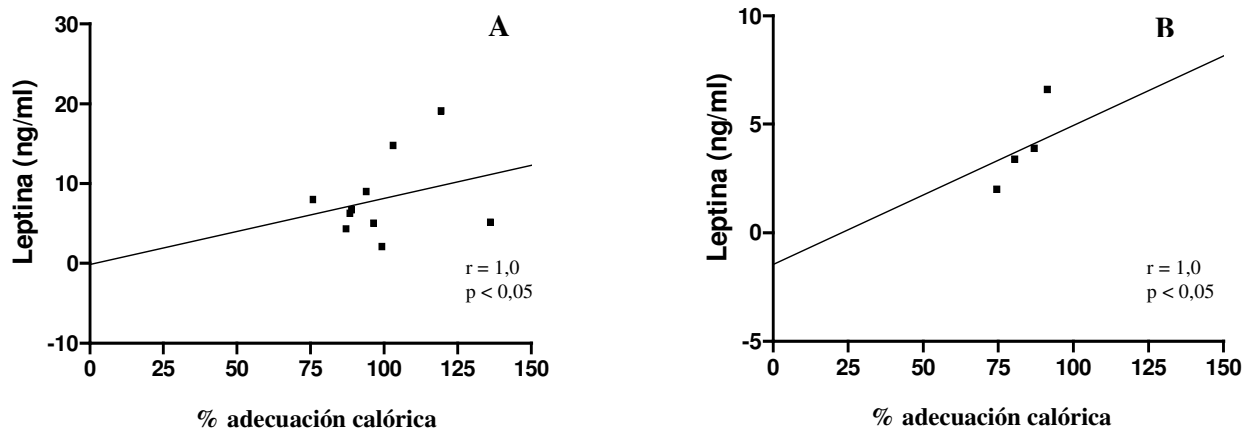 A
Leptina (ng/ml)
30
20
10
0
-10
0 25 50 75 100 125 150
r = 1,0
p < 0,05
% adecuación calórica
B
Leptina (ng/ml)
10
5
0
-5
0 25 50 75 100 125 150
r = 1,0
p < 0,05
% adecuación calórica